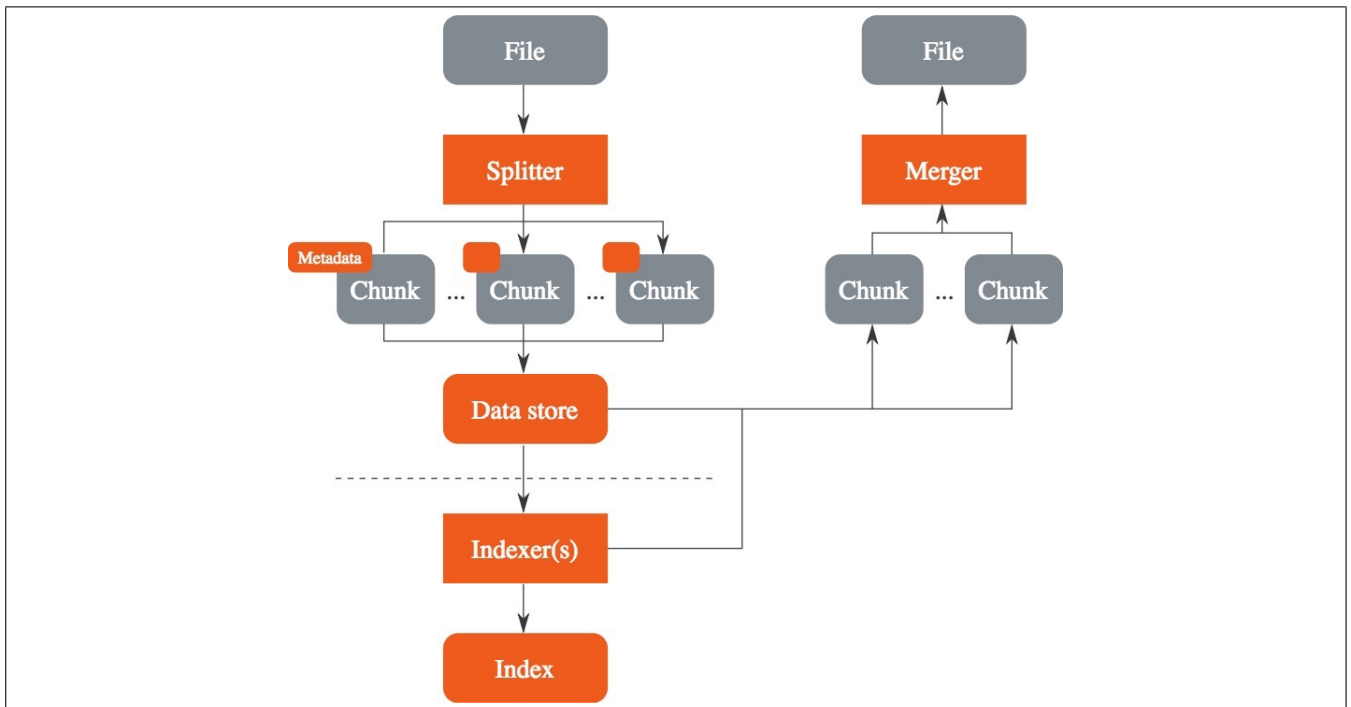 File
File
Splitter
Merger
Metadata
Chunk ... Chunk ... Chunk
Chunk ... Chunk
Data store
Indexer(s)
Index